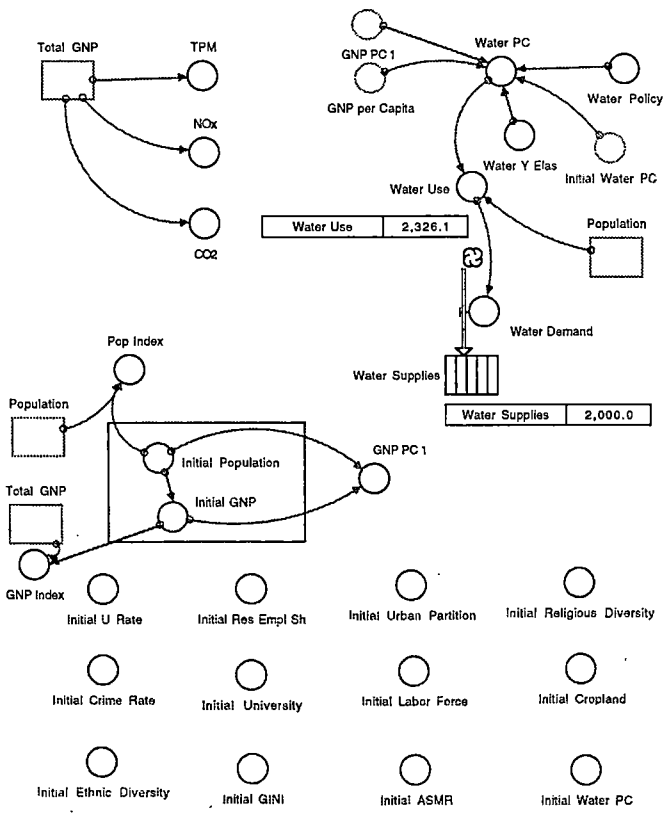 Total GNP
TPM
NOx
CO2
GNP PC 1
Water PC
GNP per Capita
Water Policy
Water Y Elas
Initial Water PC
Water Use
Water Use 2,326.1
Population
Water Demand
Water Supplies
Water Supplies 2,000.0
Pop Index
Population
Initial Population
GNP PC 1
Total GNP
Initial GNP
GNP Index
Initial U Rate
Initial Res Empl Sh
Initial Urban Partition
Initial Religious Diversity
Initial Crime Rate
Initial University
Initial Labor Force
Initial Cropland
Initial Ethnic Diversity
Initial GINI
Initial ASMR
Initial Water PC